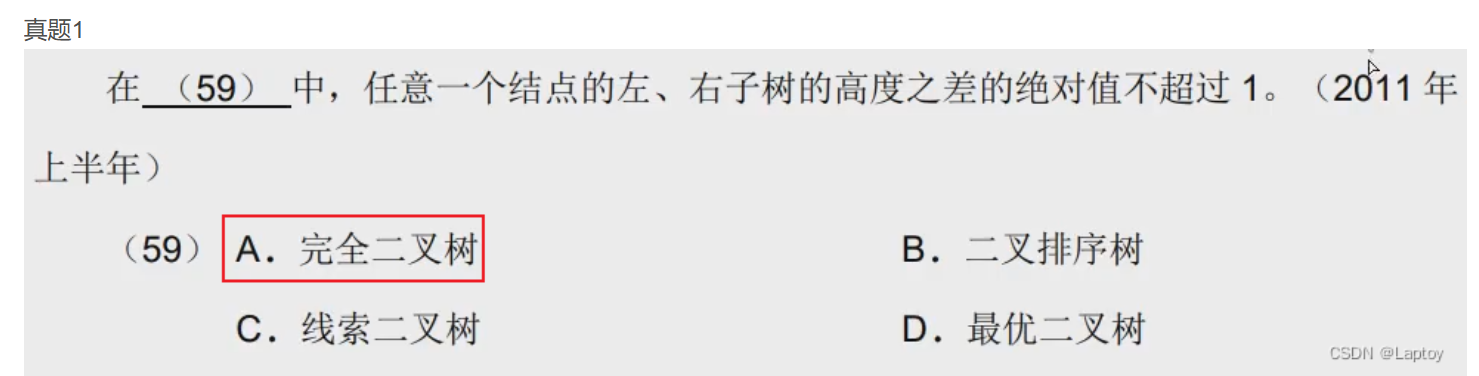 真题1
在 （59） 中，任意一个结点的左、右子树的高度之差的绝对值不超过 1。（2011 年
上半年）
（59） A．完全二叉树 B．二叉排序树
C．线索二叉树 D．最优二叉树
CSDN @Laptoy